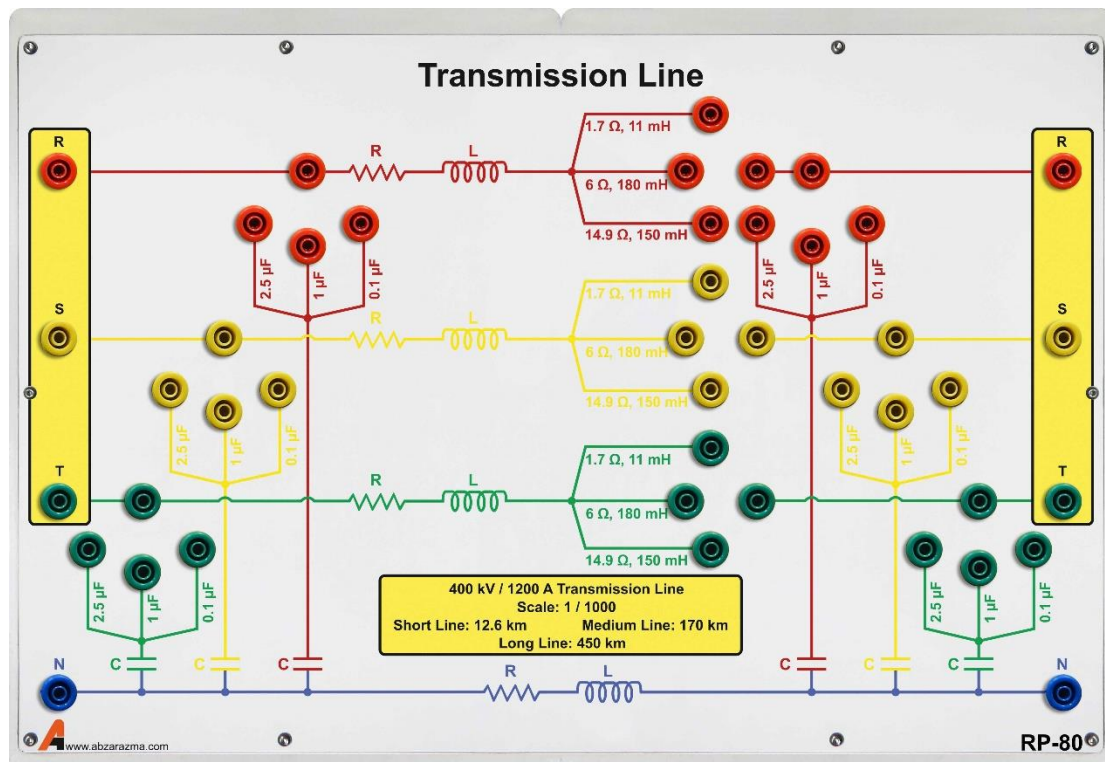 Transmission Line
R
R
L
1.7 Ω, 11 mH
6 Ω, 180 mH
14.9 Ω, 150 mH
R
2.5 µF
1 µF
0.1 µF
2.5 µF
1 µF
0.1 µF
S
R
L
1.7 Ω, 11 mH
6 Ω, 180 mH
14.9 Ω, 150 mH
S
2.5 µF
1 µF
0.1 µF
2.5 µF
1 µF
0.1 µF
T
R
L
1.7 Ω, 11 mH
6 Ω, 180 mH
14.9 Ω, 150 mH
T
2.5 µF
1 µF
0.1 µF
2.5 µF
1 µF
0.1 µF
400 kV / 1200 A Transmission Line
Scale: 1 / 1000
Short Line: 12.6 km Medium Line: 170 km
Long Line: 450 km
N
C
C
C
R
L
C
C
C
N
www.abzarazma.com
RP-80